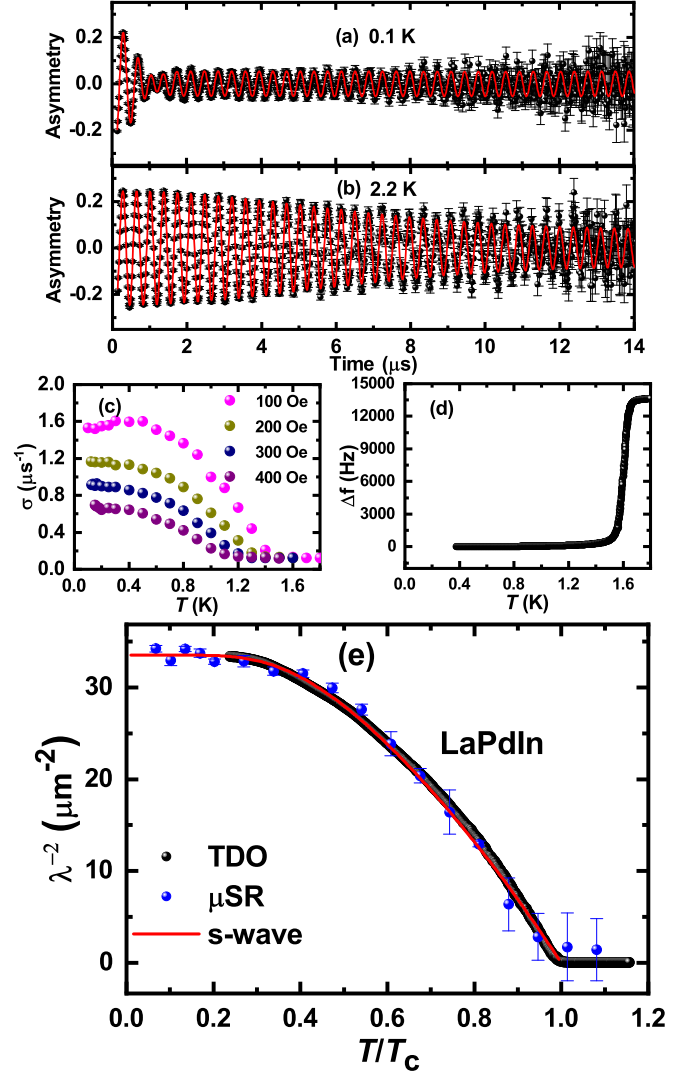 (a) 0.1 K
Asymmetry
0.2
0.0
-0.2
(b) 2.2 K
Asymmetry
0.2
0.0
-0.2
0 2 4 6 8 10 12 14
Time (μs)
(c)
σ (μs⁻¹)
2.0
1.6
1.2
0.8
0.4
0.0
100 Oe
200 Oe
300 Oe
400 Oe
0.0 0.4 0.8 1.2 1.6
T (K)
(d)
Δf (Hz)
15000
12000
9000
6000
3000
0
0.0 0.4 0.8 1.2 1.6
T (K)
(e)
LaPdIn
λ⁻² (μm⁻²)
30
20
10
0
TDO
μSR
s-wave
0.0 0.2 0.4 0.6 0.8 1.0 1.2
T/Tc